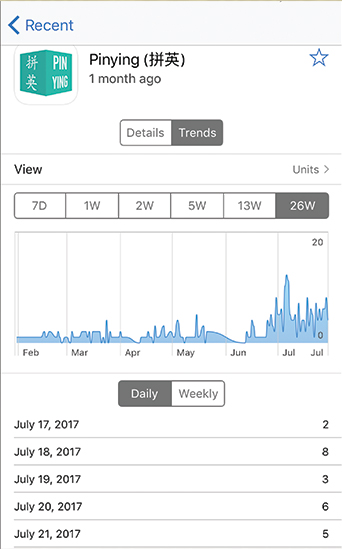 Recent
拼 PIN
英 YING
Pinying (拼英)
1 month ago
Details Trends
View Units
7D 1W 2W 5W 13W 26W
20
0
Feb Mar Apr May Jun Jul Jul
Daily Weekly
July 17, 2017 2
July 18, 2017 8
July 19, 2017 3
July 20, 2017 6
July 21, 2017 5